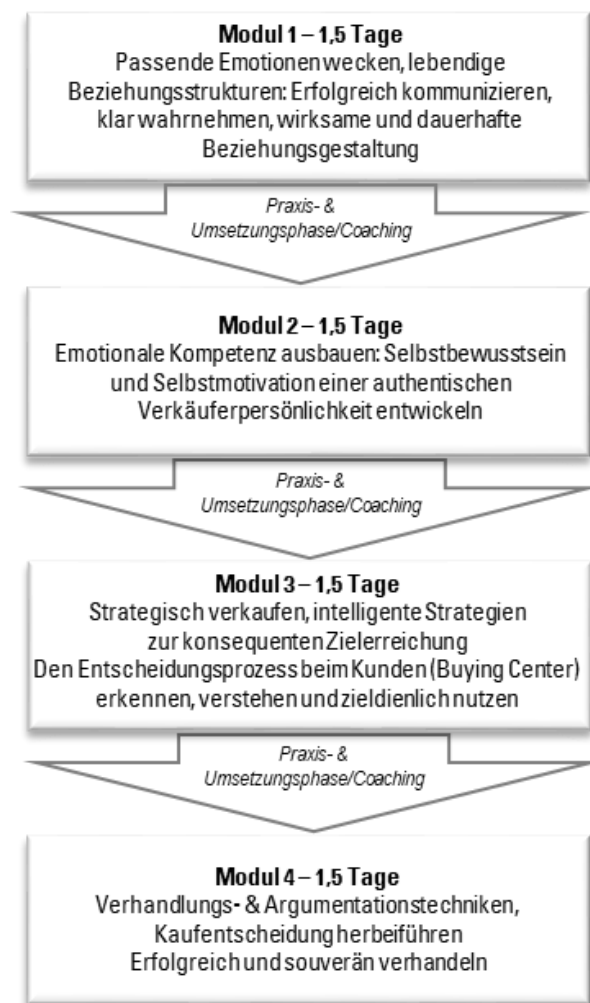 Modul 1 – 1,5 Tage
Passende Emotionen wecken, lebendige
Beziehungsstrukturen: Erfolgreich kommunizieren,
klar wahrnehmen, wirksame und dauerhafte
Beziehungsgestaltung
Praxis- &
Umsetzungsphase/Coaching
Modul 2 – 1,5 Tage
Emotionale Kompetenz ausbauen: Selbstbewusstsein
und Selbstmotivation einer authentischen
Verkäuferpersönlichkeit entwickeln
Praxis- &
Umsetzungsphase/Coaching
Modul 3 – 1,5 Tage
Strategisch verkaufen, intelligente Strategien
zur konsequenten Zielerreichung
Den Entscheidungsprozess beim Kunden (Buying Center)
erkennen, verstehen und zieldienlich nutzen
Praxis- &
Umsetzungsphase/Coaching
Modul 4 – 1,5 Tage
Verhandlungs- & Argumentationstechniken,
Kaufentscheidung herbeiführen
Erfolgreich und souverän verhandeln